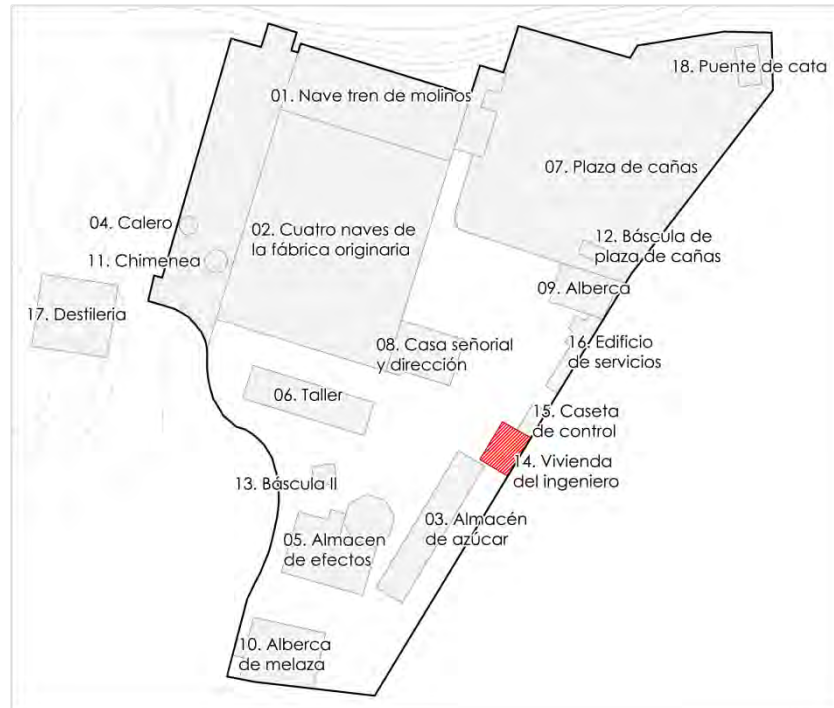 18. Puente de cata
01. Nave tren de molinos
07. Plaza de cañas
04. Calero
02. Cuatro naves de
la fábrica originaria
12. Báscula de
plaza de cañas
11. Chimenea
09. Alberca
17. Destileria
08. Casa señorial
y dirección
16. Edificio
de servicios
06. Taller
15. Caseta
de control
14. Vivienda
del ingeniero
13. Báscula II
03. Almacén
de azúcar
05. Almacen
de efectos
10. Alberca
de melaza